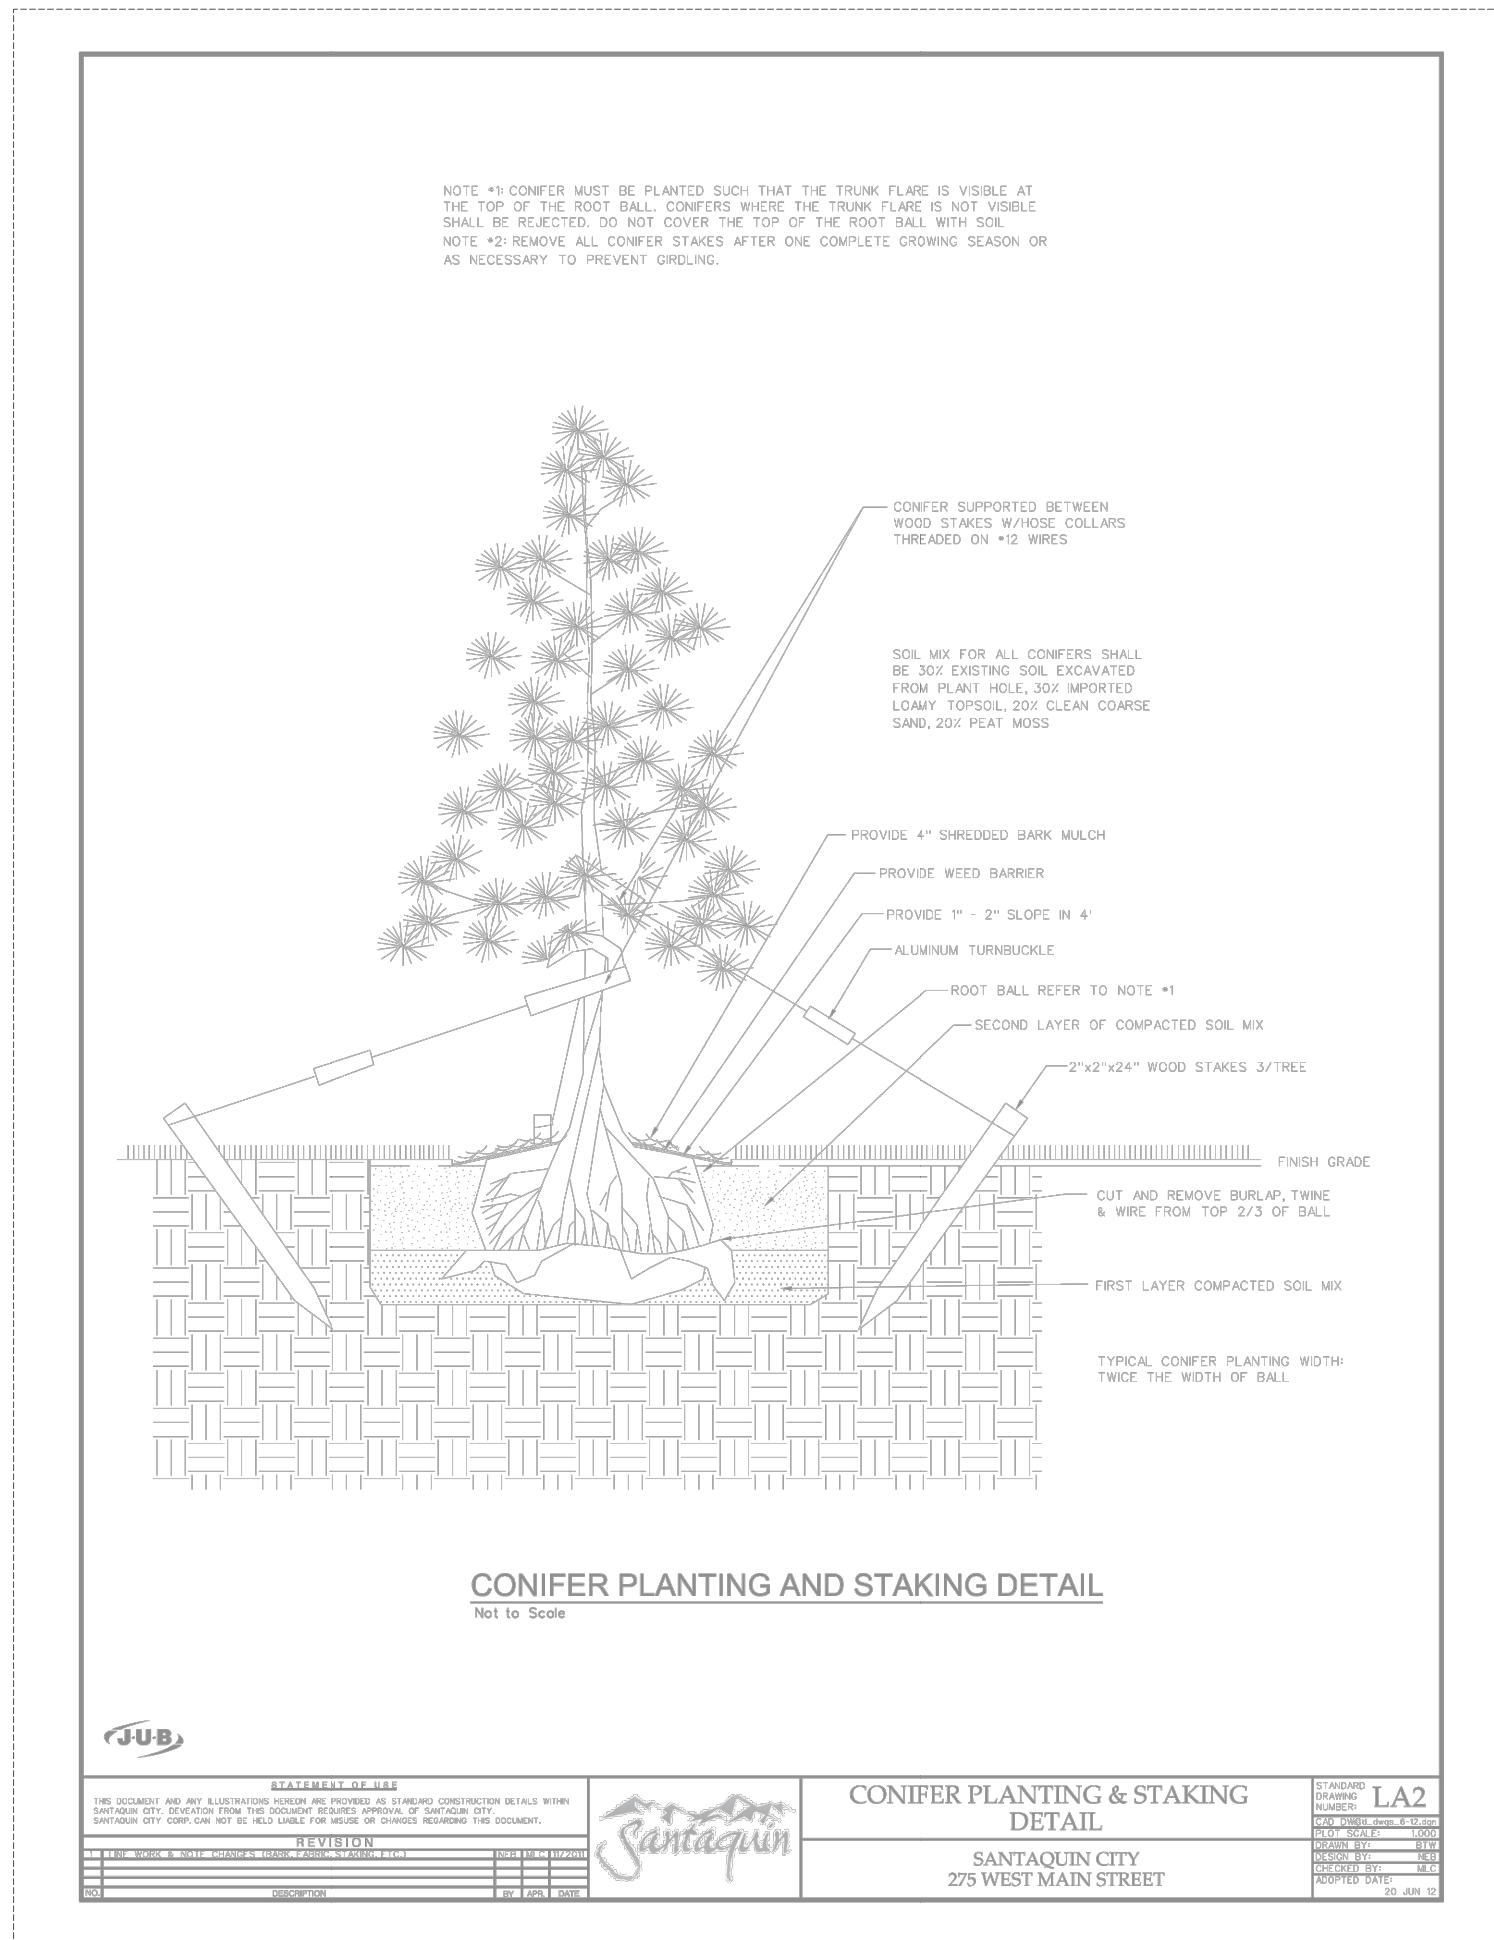 NOTE #1: CONIFER MUST BE PLANTED SUCH THAT THE TRUNK FLARE IS VISIBLE AT
THE TOP OF THE ROOT BALL. CONIFERS WHERE THE TRUNK FLARE IS NOT VISIBLE
SHALL BE REJECTED. DO NOT COVER THE TOP OF THE ROOT BALL WITH SOIL
NOTE #2: REMOVE ALL CONIFER STAKES AFTER ONE COMPLETE GROWING SEASON OR
AS NECESSARY TO PREVENT GIRDLING.
CONIFER SUPPORTED BETWEEN
WOOD STAKES W/HOSE COLLARS
THREADED ON #12 WIRES
SOIL MIX FOR ALL CONIFERS SHALL
BE 30% EXISTING SOIL EXCAVATED
FROM PLANT HOLE, 30% IMPORTED
LOAMY TOPSOIL, 20% CLEAN COARSE
SAND, 20% PEAT MOSS
PROVIDE 4" SHREDDED BARK MULCH
PROVIDE WEED BARRIER
PROVIDE 1" - 2" SLOPE IN 4'
ALUMINUM TURNBUCKLE
ROOT BALL REFER TO NOTE #1
SECOND LAYER OF COMPACTED SOIL MIX
2"x2"x24" WOOD STAKES 3/TREE
FINISH GRADE
CUT AND REMOVE BURLAP, TWINE
& WIRE FROM TOP 2/3 OF BALL
FIRST LAYER COMPACTED SOIL MIX
TYPICAL CONIFER PLANTING WIDTH:
TWICE THE WIDTH OF BALL
CONIFER PLANTING AND STAKING DETAIL
Not to Scale
J·U·B
STATEMENT OF USE
THIS DOCUMENT AND ANY ILLUSTRATIONS HEREON ARE PROVIDED AS STANDARD CONSTRUCTION DETAILS WITHIN
SANTAQUIN CITY. DEVEATION FROM THIS DOCUMENT REQUIRES APPROVAL OF SANTAQUIN CITY.
SANTAQUIN CITY CORP. CAN NOT BE HELD LIABLE FOR MISUSE OR CHANGES REGARDING THIS DOCUMENT.
REVISION
1 LINE WORK & NOTE CHANGES (BARK, FABRIC, STAKING, ETC.) NEB MLC 11/2011
NO. DESCRIPTION BY APR. DATE
Santaquin
CONIFER PLANTING & STAKING
DETAIL
SANTAQUIN CITY
275 WEST MAIN STREET
STANDARD
DRAWING
NUMBER: LA2
PLOT SCALE: 1.000
DRAWN BY: BTW
DESIGN BY: NEB
CHECKED BY: MLC
ADOPTED DATE:
20 JUN 12